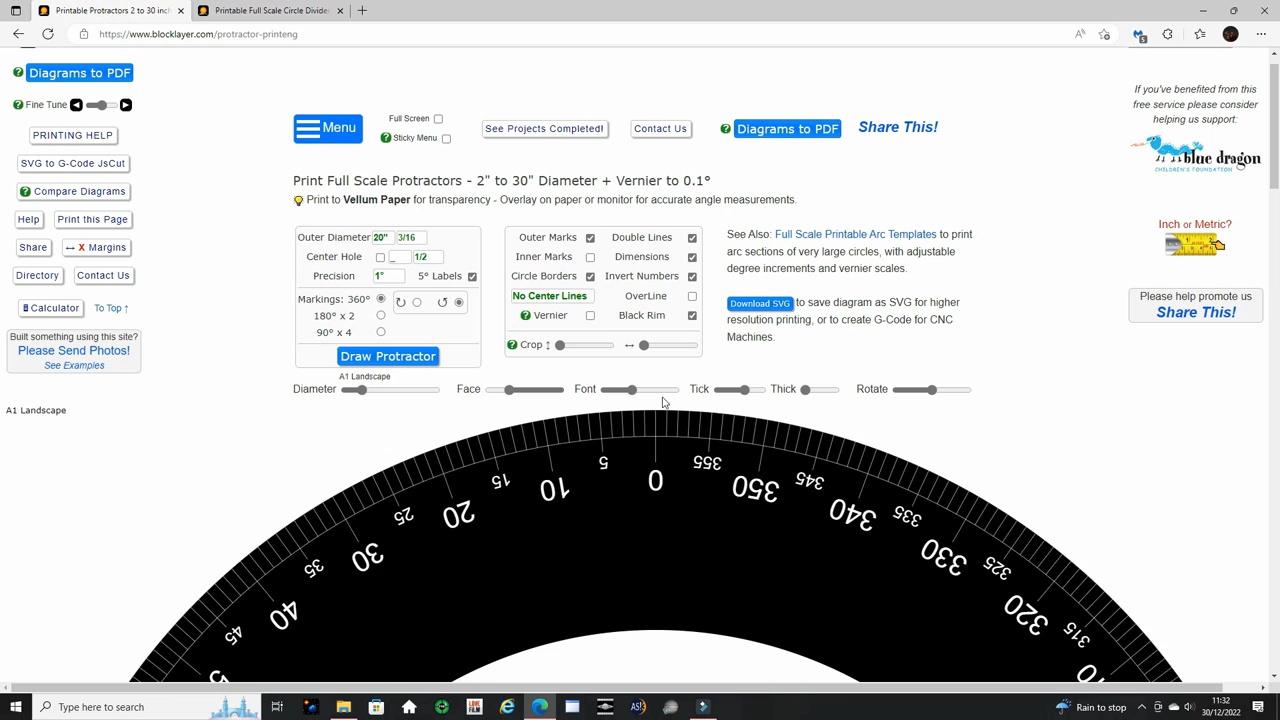 Printable Protractors 2 to 30 inch
Printable Full Scale Circle Divide
https://www.blocklayer.com/protractor-printeng
Diagrams to PDF
Fine Tune
PRINTING HELP
SVG to G-Code JsCut
Compare Diagrams
Help
Print this Page
Share
↔ X Margins
Directory
Contact Us
Calculator
To Top ↑
Built something using this site?
Please Send Photos!
See Examples
A1 Landscape
Menu
Full Screen
Sticky Menu
See Projects Completed!
Contact Us
Diagrams to PDF
Share This!
Print Full Scale Protractors - 2" to 30" Diameter + Vernier to 0.1°
Print to Vellum Paper for transparency - Overlay on paper or monitor for accurate angle measurements.
Outer Diameter 20" 3/16
Center Hole _ 1/2
Precision 1° 5° Labels
Markings: 360° ↻ ↺
180° x 2
90° x 4
Draw Protractor
A1 Landscape
Outer Marks Double Lines
Inner Marks Dimensions
Circle Borders Invert Numbers
No Center Lines OverLine
Vernier Black Rim
Crop ↕ ↔
See Also: Full Scale Printable Arc Templates to print
arc sections of very large circles, with adjustable
degree increments and vernier scales.
Download SVG to save diagram as SVG for higher
resolution printing, or to create G-Code for CNC
Machines.
Diameter Face Font Tick Thick Rotate
45 40 35 30 25 20 15 10 5 0 355 350 345 340 335 330 325 320 315
If you've benefited from this
free service please consider
helping us support:
blue dragon
CHILDREN'S FOUNDATION
Inch or Metric?
Please help promote us
Share This!
Type here to search
Rain to stop
11:32
30/12/2022